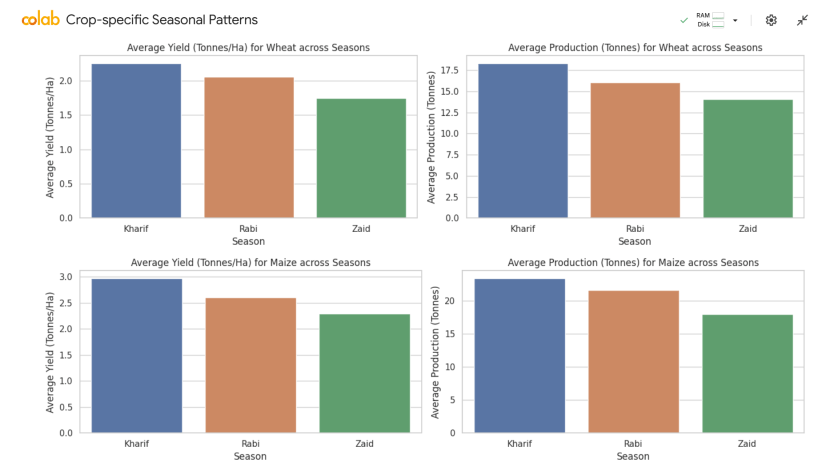 colab Crop-specific Seasonal Patterns
RAM
Disk
Average Yield (Tonnes/Ha) for Wheat across Seasons
Average Yield (Tonnes/Ha)
2.0
1.5
1.0
0.5
0.0
Kharif Rabi Zaid
Season
Average Production (Tonnes) for Wheat across Seasons
Average Production (Tonnes)
17.5
15.0
12.5
10.0
7.5
5.0
2.5
0.0
Kharif Rabi Zaid
Season
Average Yield (Tonnes/Ha) for Maize across Seasons
Average Yield (Tonnes/Ha)
3.0
2.5
2.0
1.5
1.0
0.5
0.0
Kharif Rabi Zaid
Season
Average Production (Tonnes) for Maize across Seasons
Average Production (Tonnes)
20
15
10
5
0
Kharif Rabi Zaid
Season